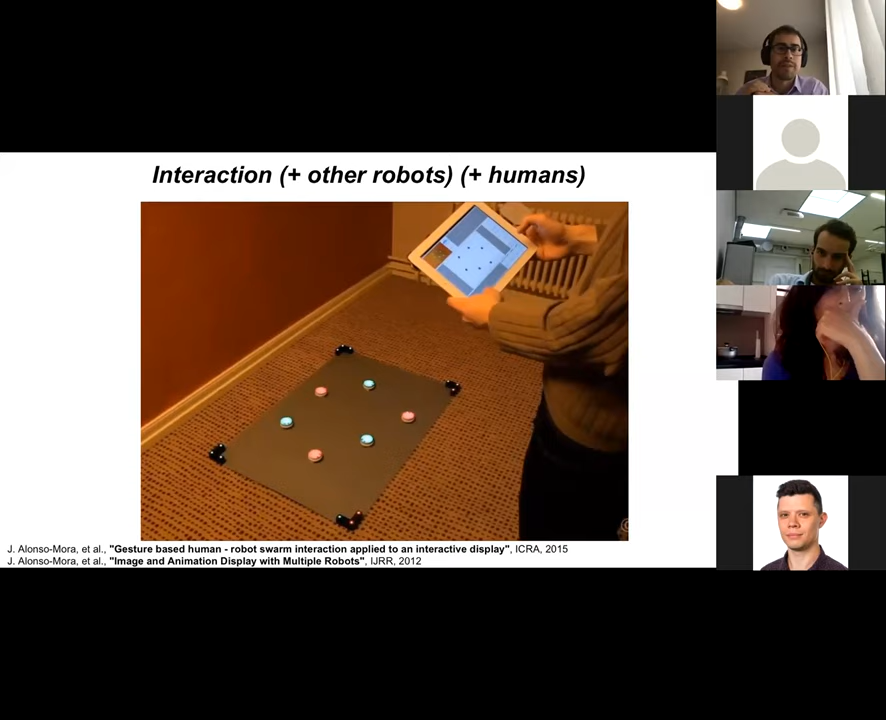 Interaction (+ other robots) (+ humans)
J. Alonso-Mora, et al., "Gesture based human - robot swarm interaction applied to an interactive display", ICRA, 2015
J. Alonso-Mora, et al., "Image and Animation Display with Multiple Robots", IJRR, 2012